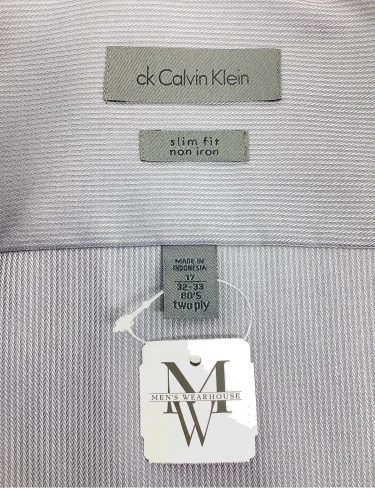 ck Calvin Klein
slim fit
non iron
MADE IN
INDONESIA
17
32-33
80'S
two ply
MW
MEN'S WEARHOUSE